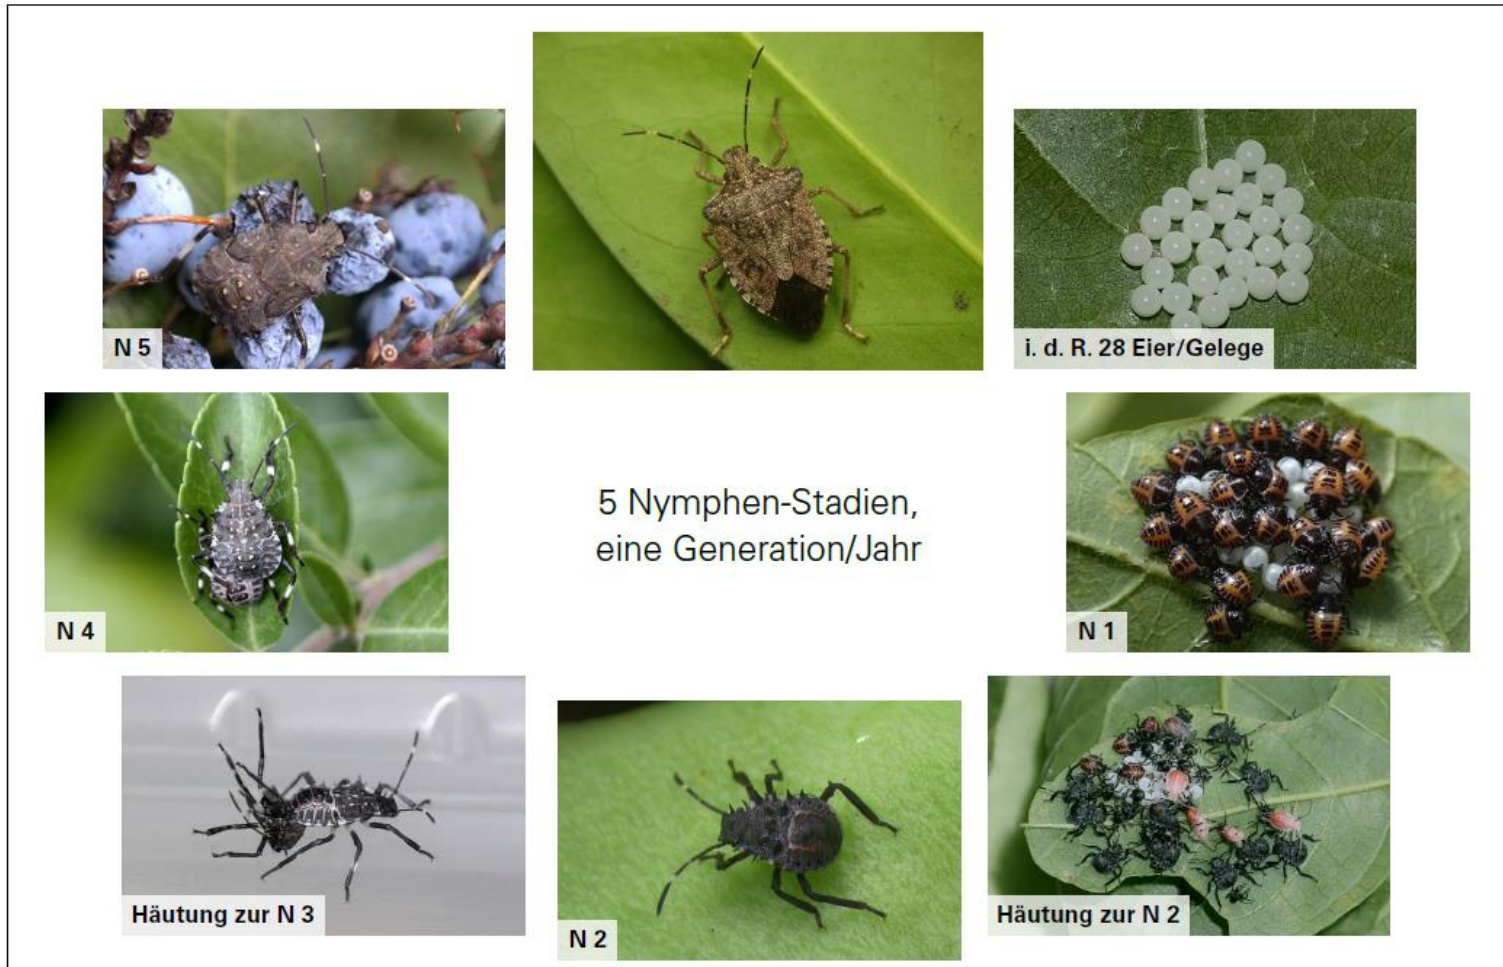 N 5
i. d. R. 28 Eier/Gelege
N 4
5 Nymphen-Stadien,
eine Generation/Jahr
N 1
Häutung zur N 3
N 2
Häutung zur N 2